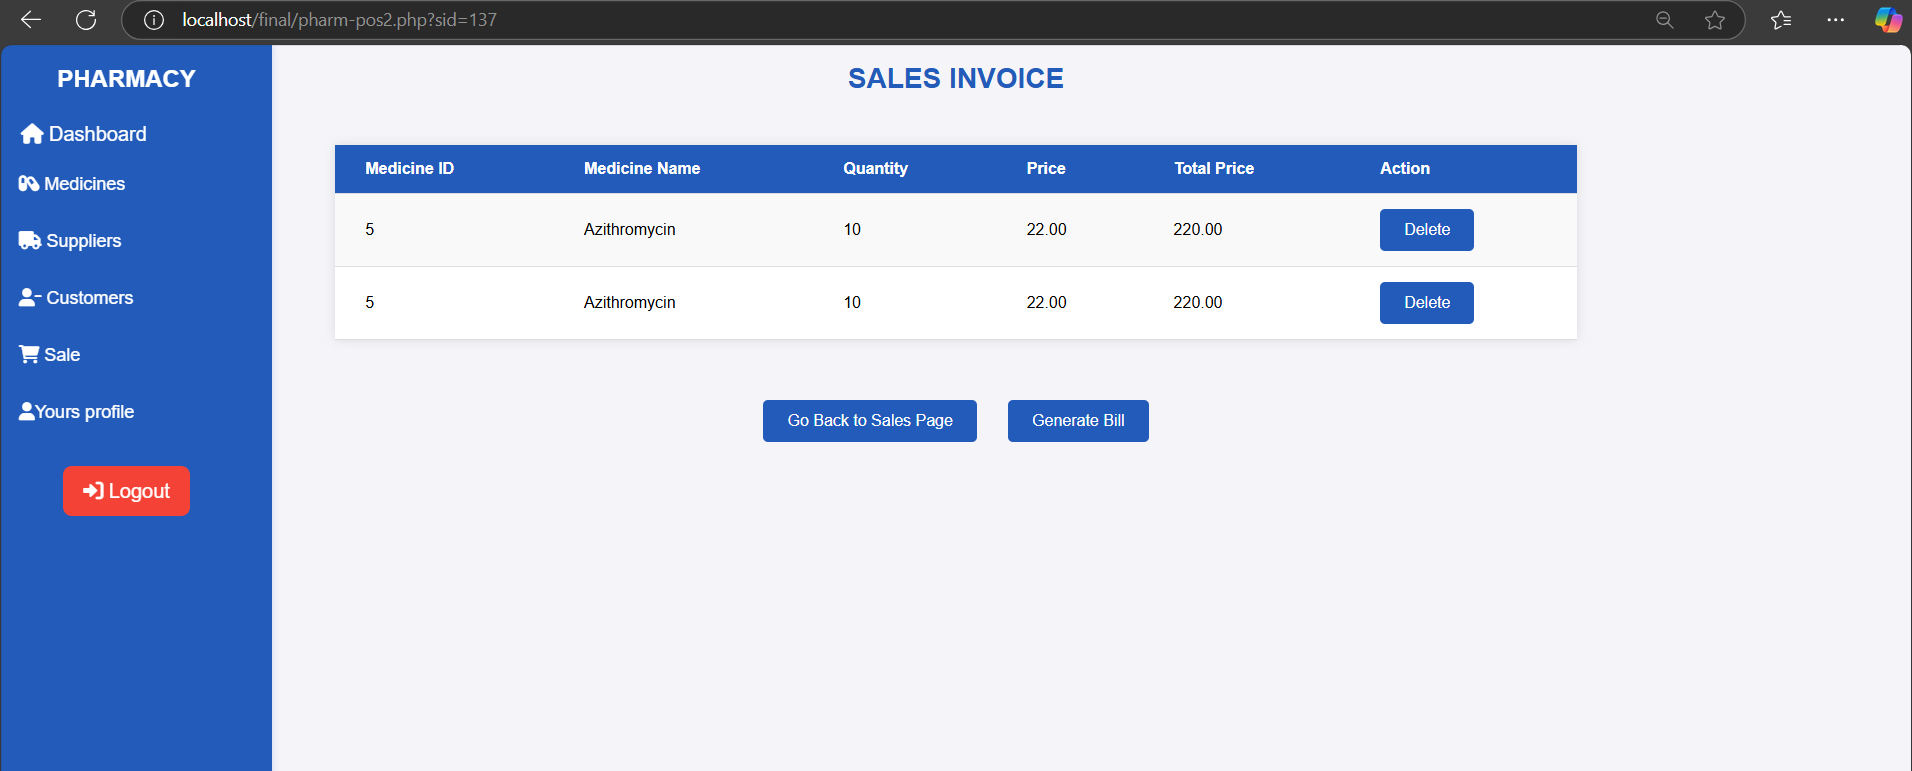 localhost/final/pharm-pos2.php?sid=137
PHARMACY
Dashboard
Medicines
Suppliers
Customers
Sale
Yours profile
Logout
SALES INVOICE
Medicine ID Medicine Name Quantity Price Total Price Action
5 Azithromycin 10 22.00 220.00 Delete
5 Azithromycin 10 22.00 220.00 Delete
Go Back to Sales Page Generate Bill